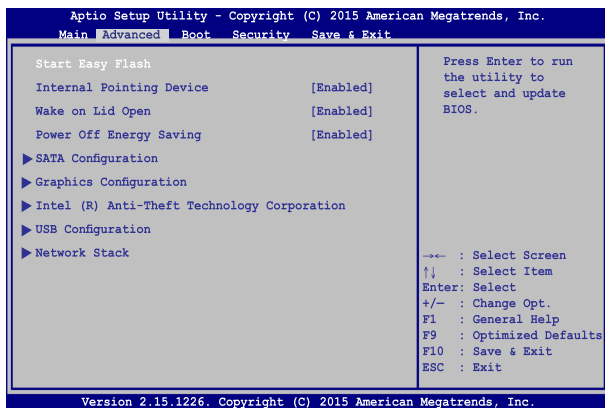 Aptio Setup Utility - Copyright (C) 2015 American Megatrends, Inc.
Main Advanced Boot Security Save & Exit
Start Easy Flash
Internal Pointing Device [Enabled]
Wake on Lid Open [Enabled]
Power Off Energy Saving [Enabled]
SATA Configuration
Graphics Configuration
Intel (R) Anti-Theft Technology Corporation
USB Configuration
Network Stack
Press Enter to run
the utility to
select and update
BIOS.
→← : Select Screen
↑↓ : Select Item
Enter: Select
+/— : Change Opt.
F1 : General Help
F9 : Optimized Defaults
F10 : Save & Exit
ESC : Exit
Version 2.15.1226. Copyright (C) 2015 American Megatrends, Inc.